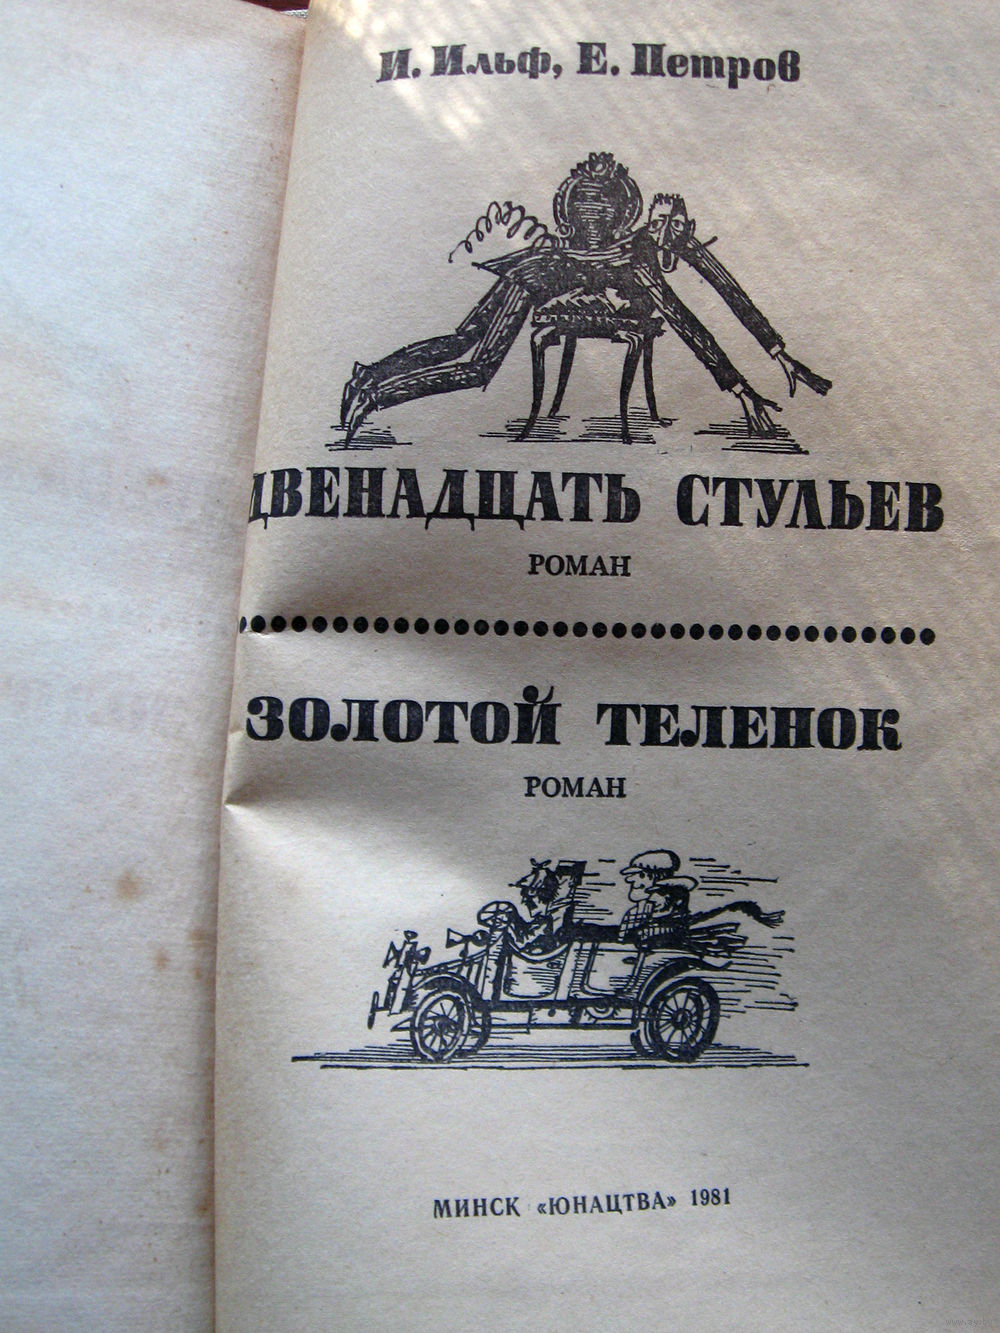 И. Ильф, Е. Петров
ДВЕНАДЦАТЬ СТУЛЬЕВ
РОМАН
ЗОЛОТОЙ ТЕЛЕНОК
РОМАН
МИНСК «ЮНАЦТВА» 1981